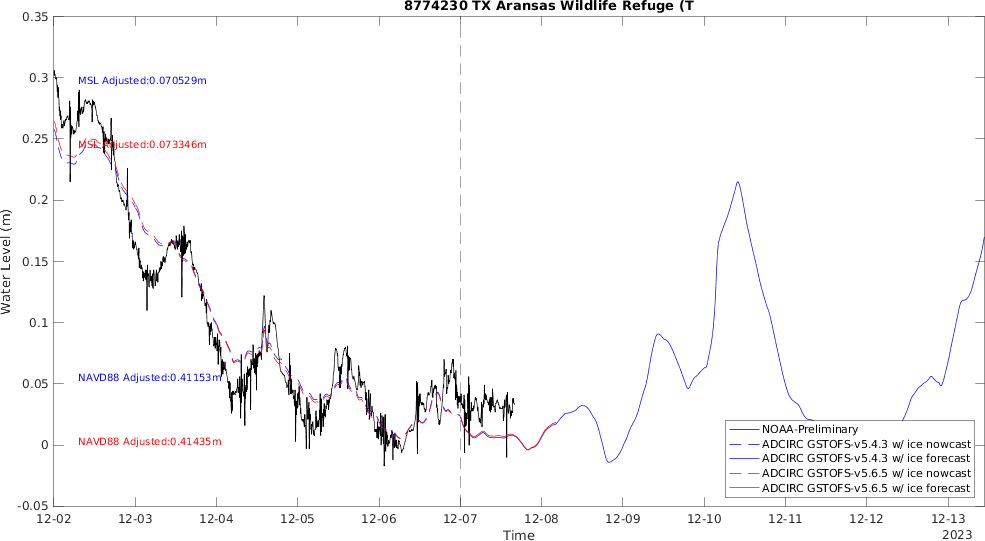 8774230 TX Aransas Wildlife Refuge (T
0.35
0.3
0.25
0.2
0.15
0.1
0.05
0
-0.05
Water Level (m)
MSL Adjusted:0.070529m
MSL Adjusted:0.073346m
NAVD88 Adjusted:0.41153m
NAVD88 Adjusted:0.41435m
NOAA-Preliminary
ADCIRC GSTOFS-v5.4.3 w/ ice nowcast
ADCIRC GSTOFS-v5.4.3 w/ ice forecast
ADCIRC GSTOFS-v5.6.5 w/ ice nowcast
ADCIRC GSTOFS-v5.6.5 w/ ice forecast
12-02 12-03 12-04 12-05 12-06 12-07 12-08 12-09 12-10 12-11 12-12 12-13
Time
2023